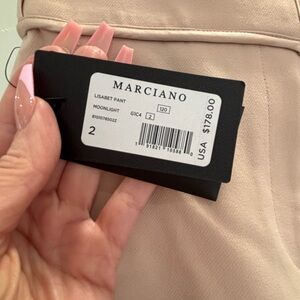 MARCIANO
LISABET PANT
120
MOONLIGHT
G1C4 2
2
USA $178.00